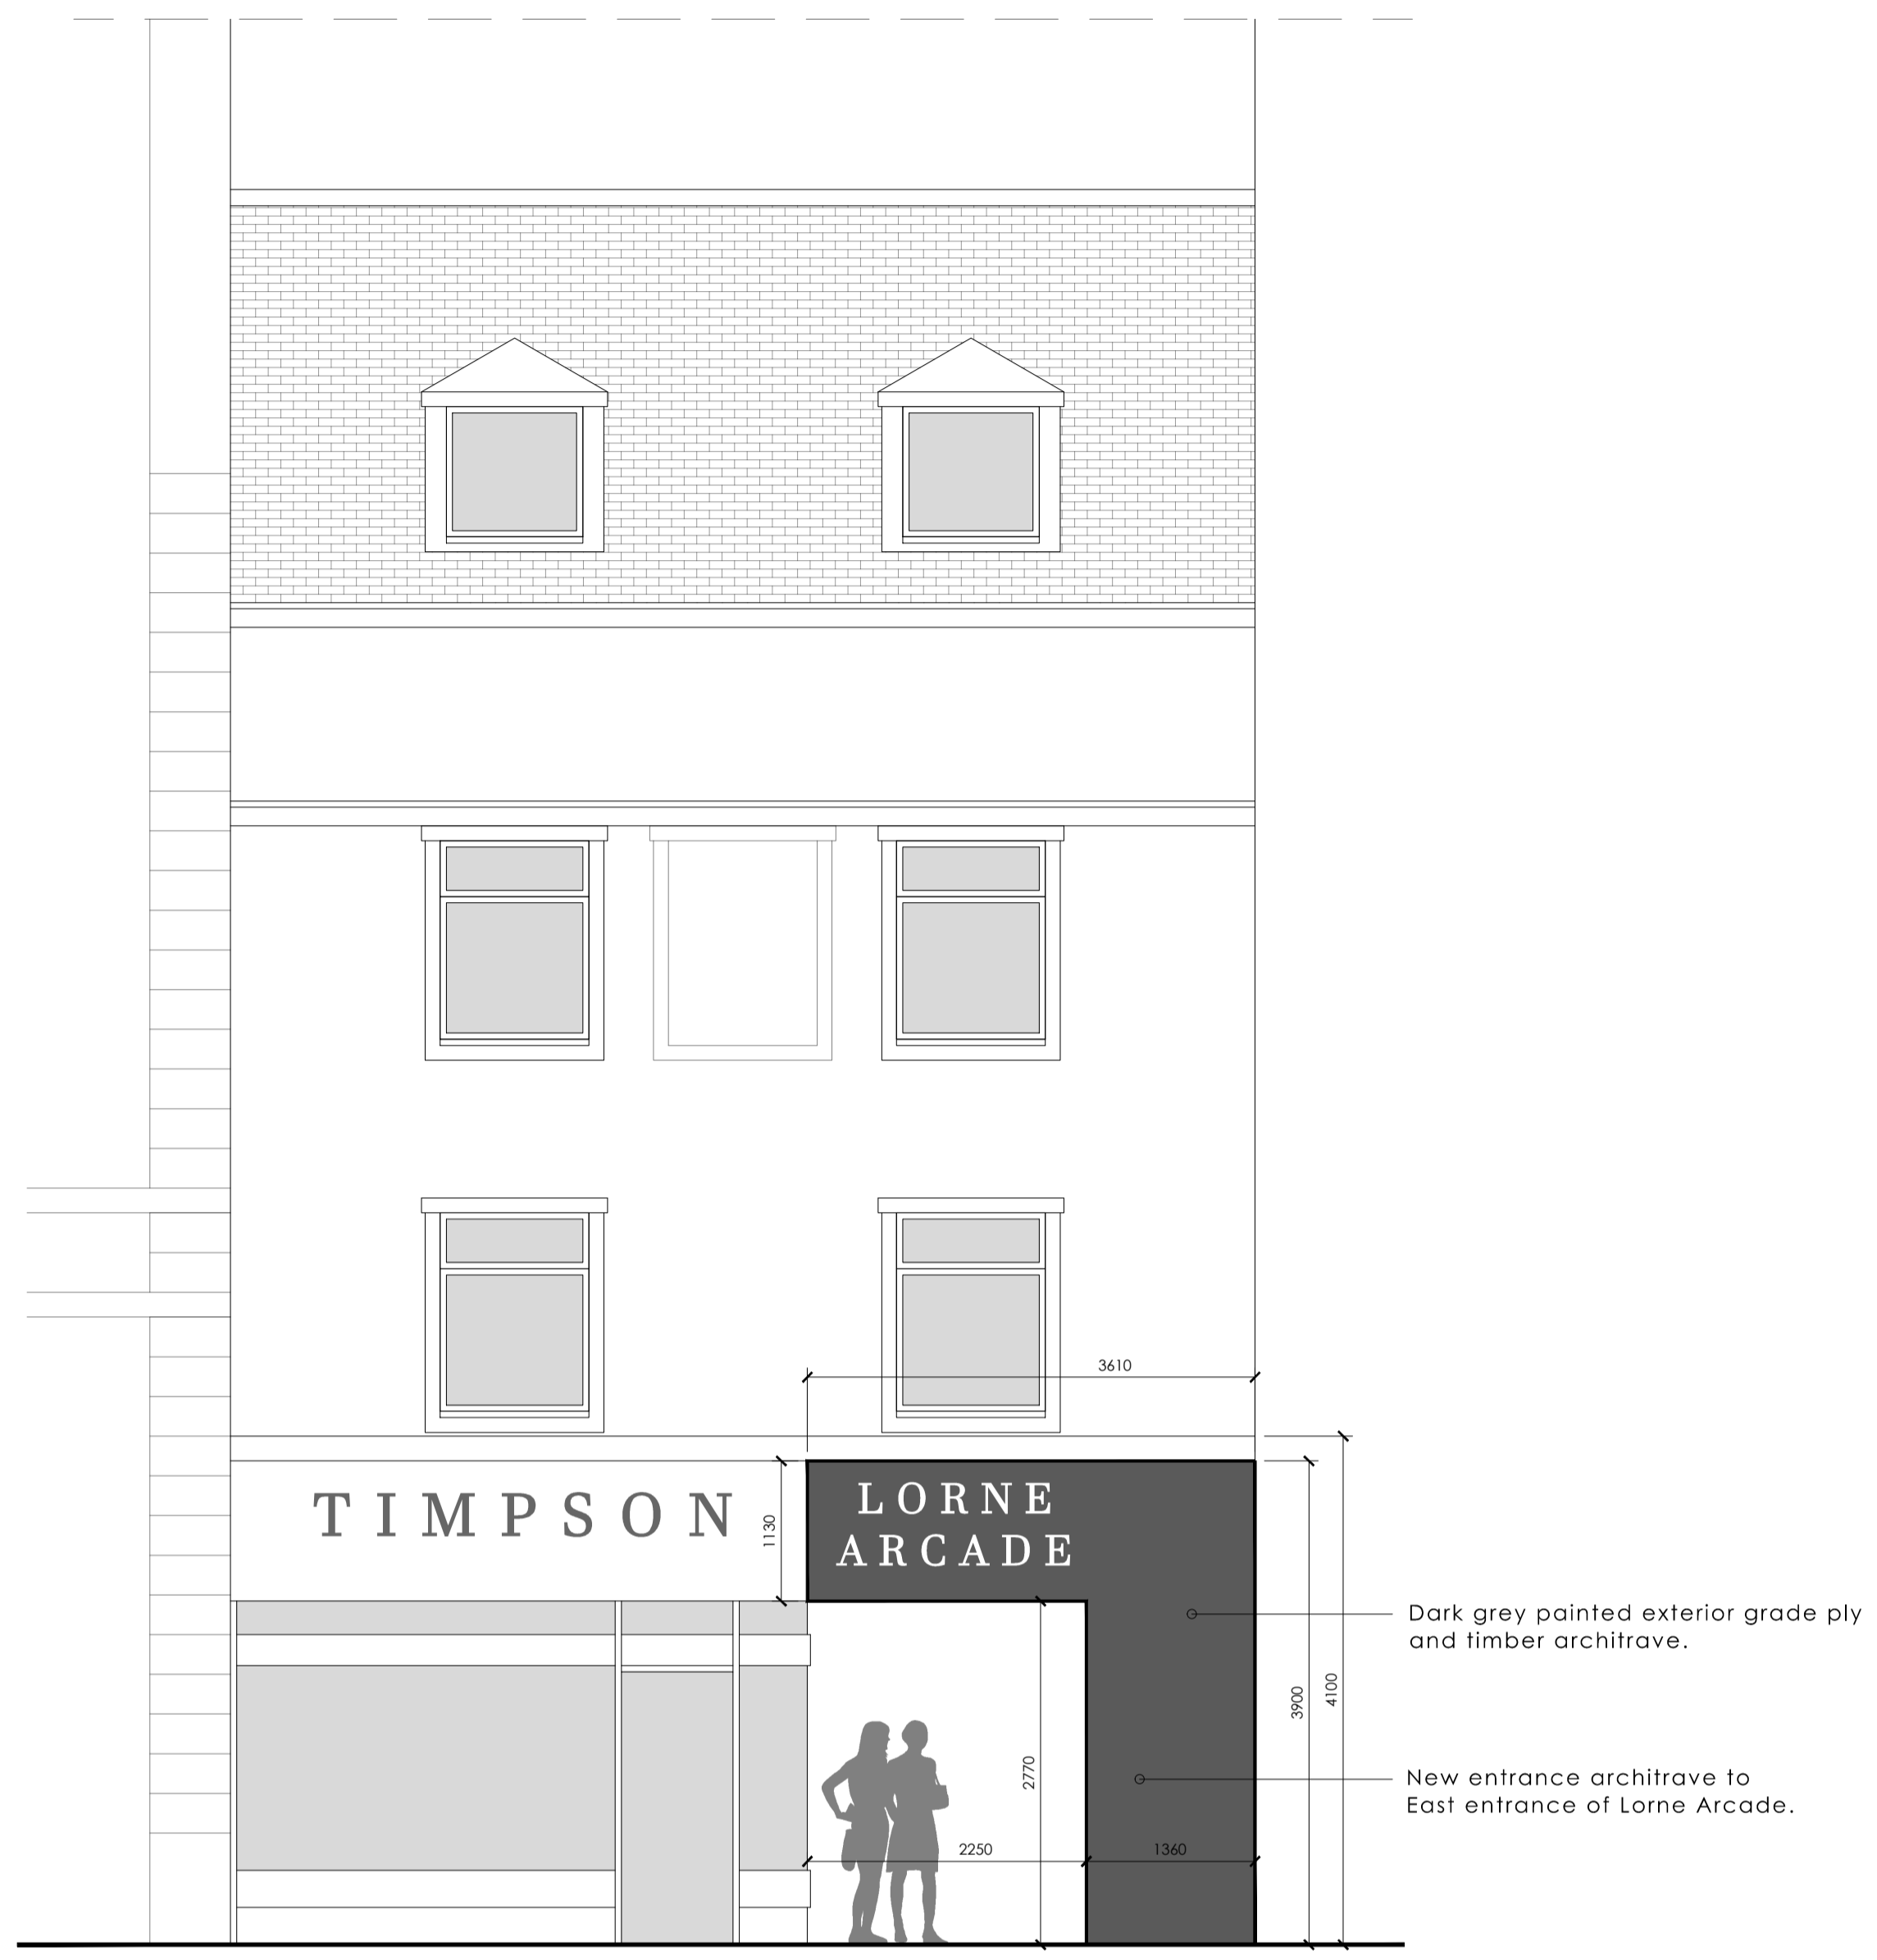 3610
TIMPSON
1130
LORNE
ARCADE
Dark grey painted exterior grade ply
and timber architrave.
3900
4100
2770
New entrance architrave to
East entrance of Lorne Arcade.
2250
1360